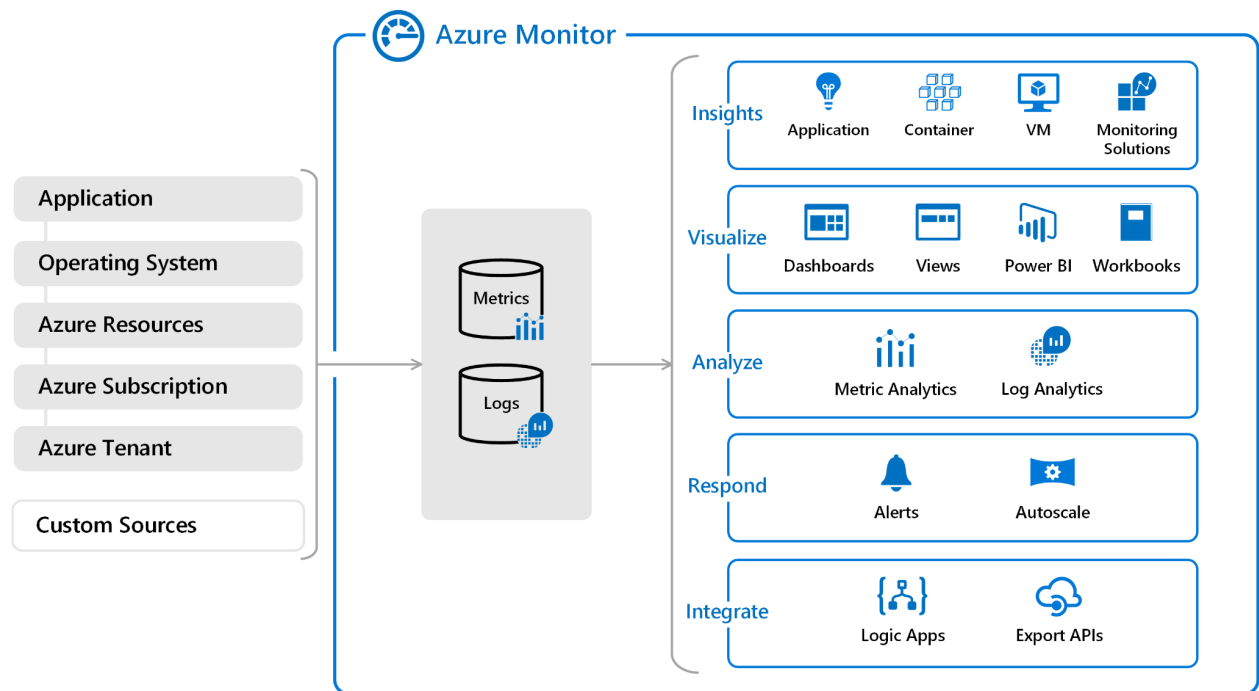 Azure Monitor
Application
Operating System
Azure Resources
Azure Subscription
Azure Tenant
Custom Sources
Metrics
Logs
Insights
Application
Container
VM
Monitoring
Solutions
Visualize
Dashboards
Views
Power BI
Workbooks
Analyze
Metric Analytics
Log Analytics
Respond
Alerts
Autoscale
Integrate
Logic Apps
Export APIs